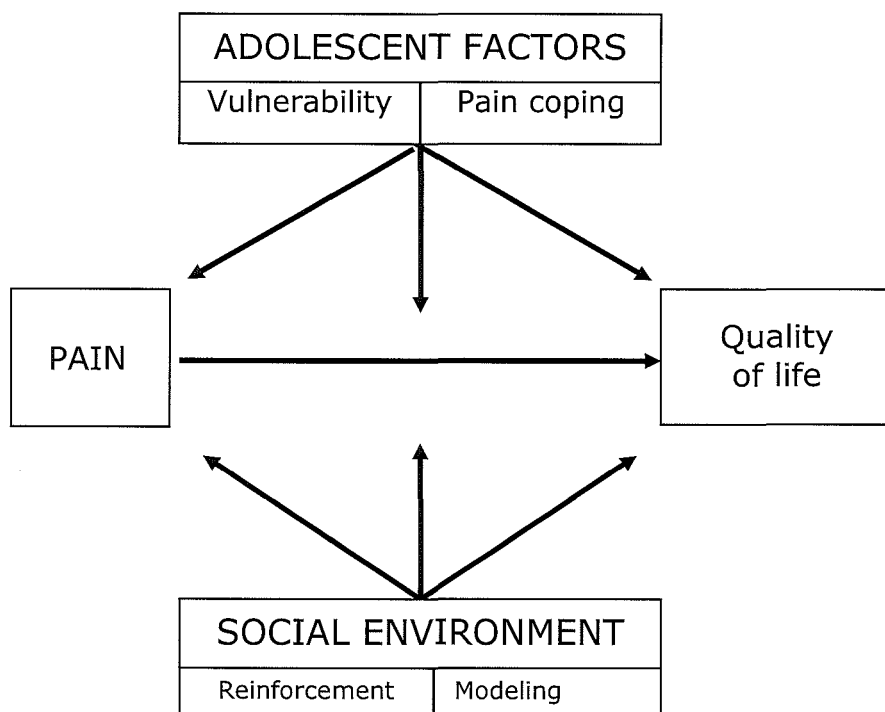 ADOLESCENT FACTORS
Vulnerability Pain coping
PAIN
Quality
of life
SOCIAL ENVIRONMENT
Reinforcement Modeling